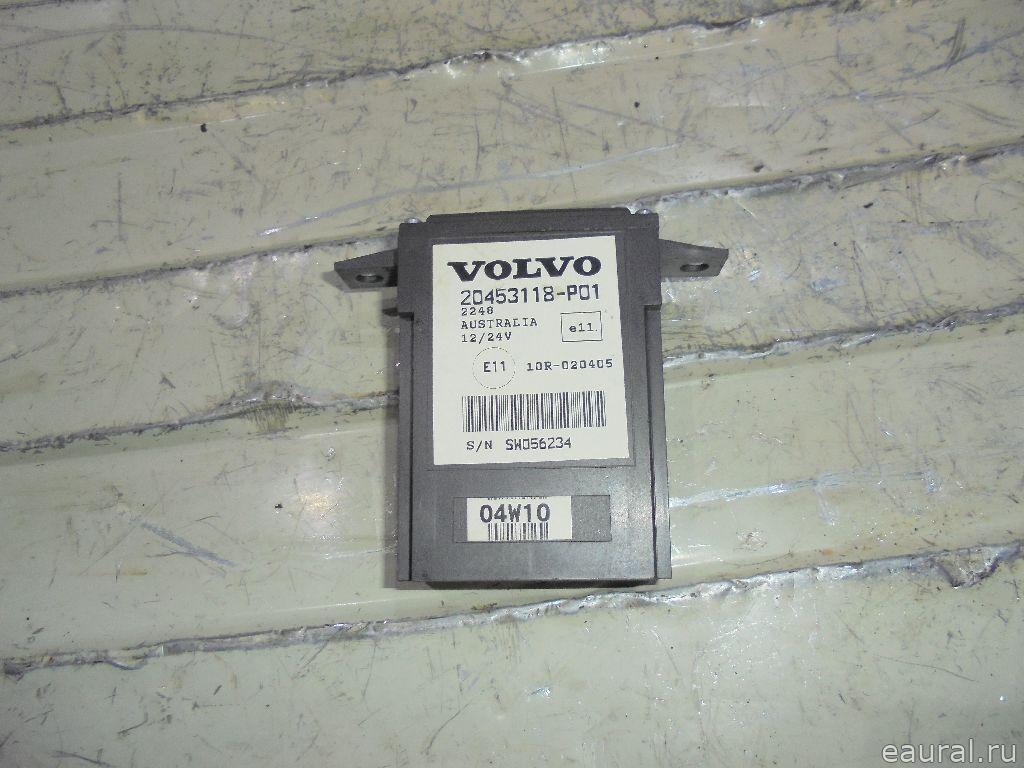 VOLVO
20453118-P01
2248
AUSTRALIA
12/24V
e11
E11 10R-020405
S/N SW056234
04W10
eaural.ru